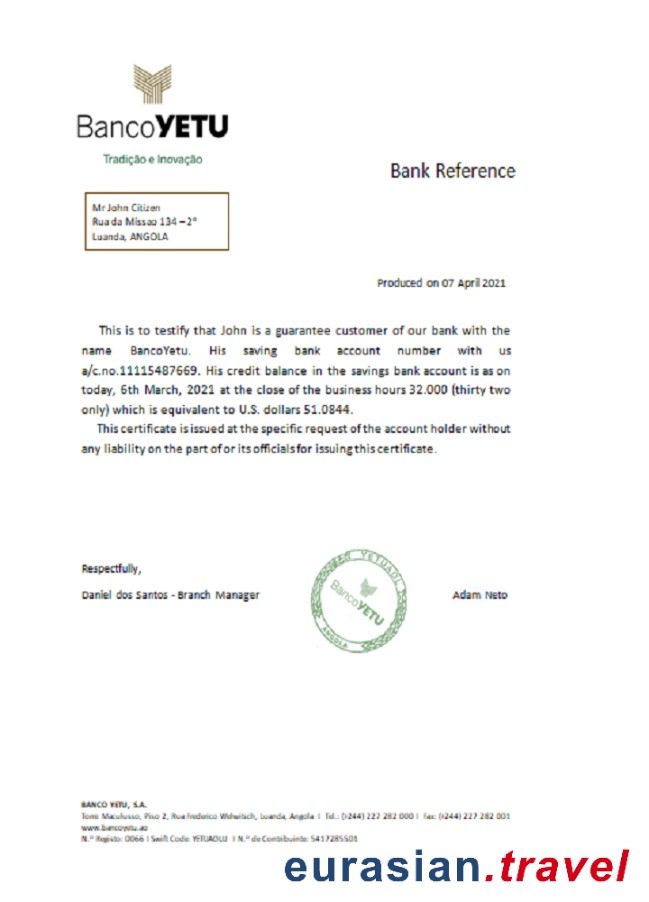 BancoYETU
Tradição e Inovação
Bank Reference
Mr John Citizen
Rua da Missao 134 – 2°
Luanda, ANGOLA
Produced on 07 April 2021
This is to testify that John is a guarantee customer of our bank with the
name BancoYetu. His saving bank account number with us
a/c.no.11115487669. His credit balance in the savings bank account is as on
today, 6th March, 2021 at the close of the business hours 32.000 (thirty two
only) which is equivalent to U.S. dollars 51.0844.
This certificate is issued at the specific request of the account holder without
any liability on the part of or its officials for issuing this certificate.
Respectfully,
Daniel dos Santos - Branch Manager
BancoYETU
ANGOLA
Adam Neto
BANCO YETU, S.A.
Torre Maculusso, Piso 2, Rua Frederico Welwitsch, Luanda, Angola I Tel.: (+244) 227 282 000 I Fax: (+244) 227 282 001
www.bancoyetu.ao
N.º Registo: 0066 I Swift Code: YETUAOLU I N.º de Contribuinte: 5417285501
eurasian.travel